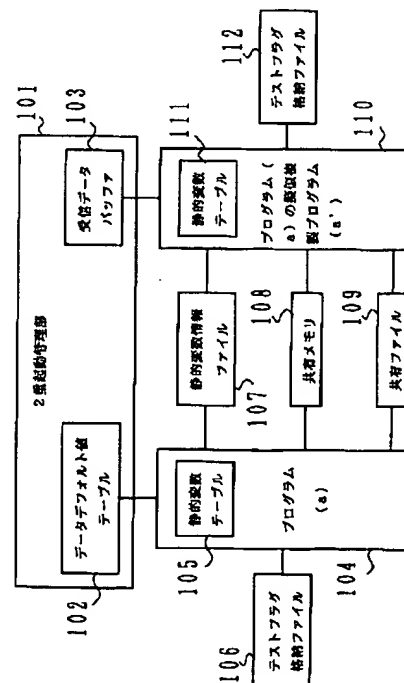 101
2重起動管理部
102
データデフォルト値
テーブル
103
受信データ
バッファ
104
105
静的変数
テーブル
プログラム
(a)
106
テストフラグ
格納ファイル
107
静的変数情報
ファイル
108
共有メモリ
109
共有ファイル
110
111
静的変数
テーブル
プログラム(
a)の擬似複
製プログラム
(a')
112
テストフラグ
格納ファイル